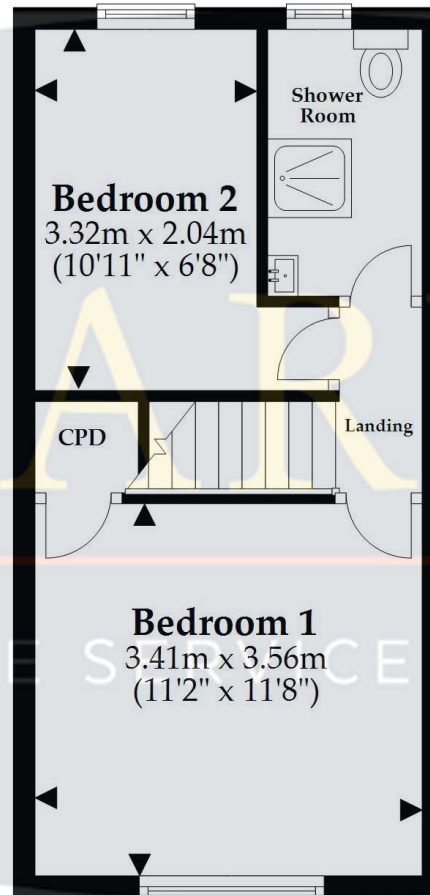 Shower
Room
Bedroom 2
3.32m x 2.04m
(10'11" x 6'8")
CPD
Landing
Bedroom 1
3.41m x 3.56m
(11'2" x 11'8")
SERVICE